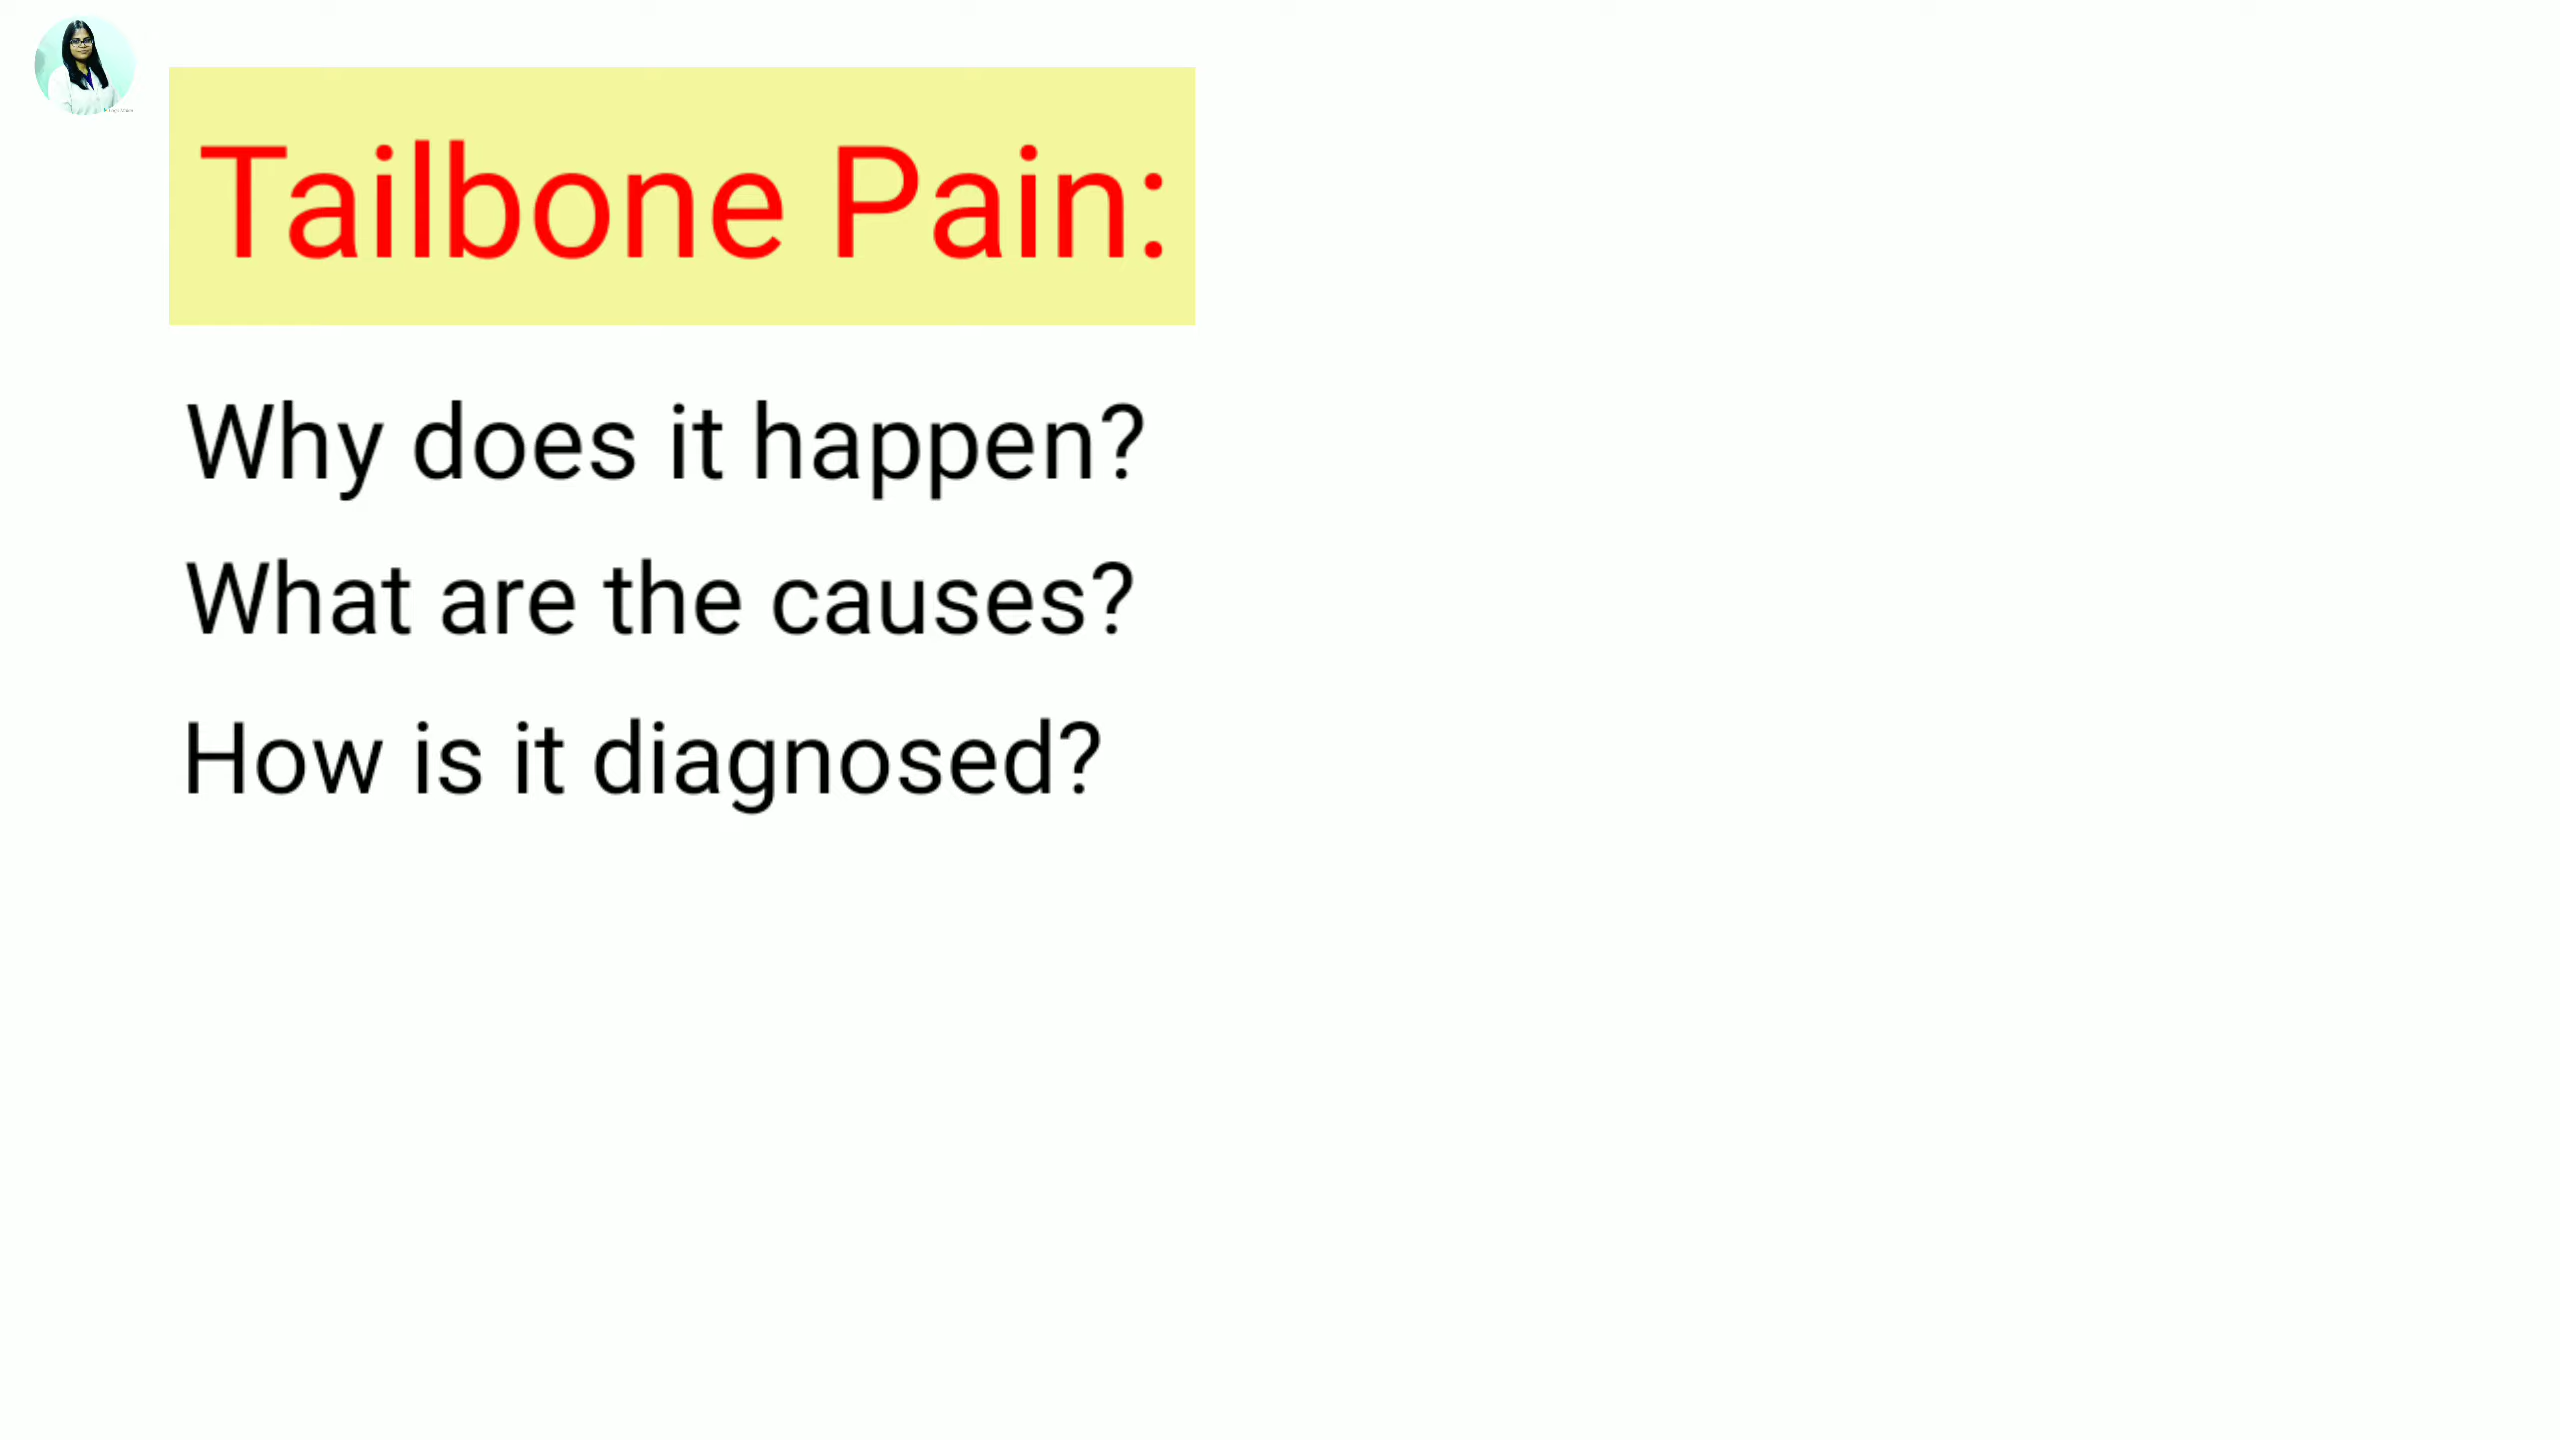 Tailbone Pain:
Why does it happen?
What are the causes?
How is it diagnosed?